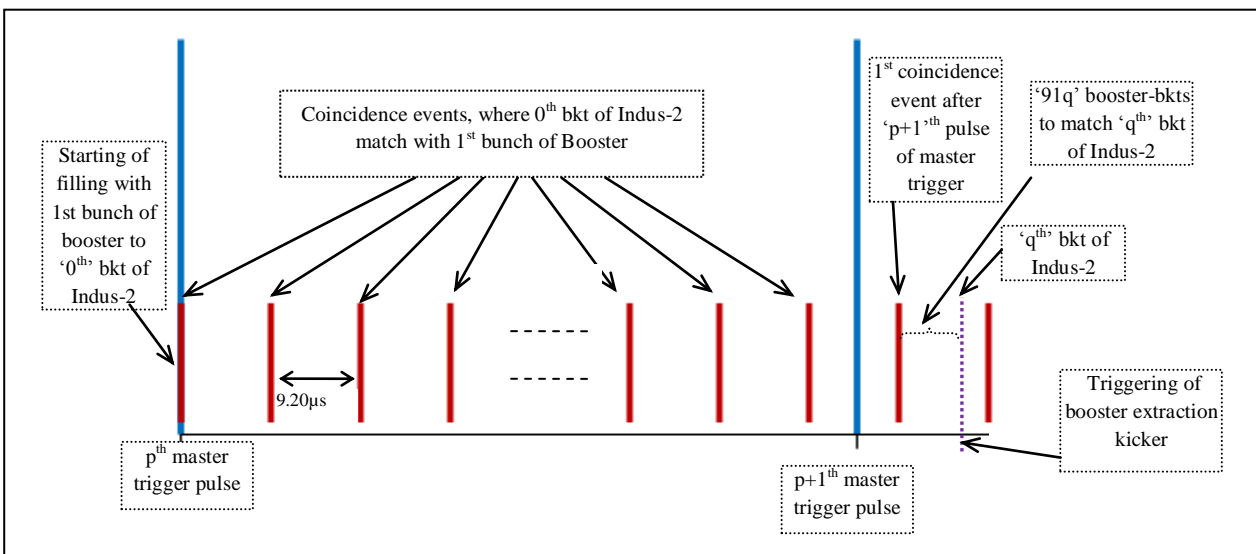 Starting of
filling with
1st bunch of
booster to
‘0th’ bkt of
Indus-2
Coincidence events, where 0th bkt of Indus-2
match with 1st bunch of Booster
1st coincidence
event after
‘p+1’th pulse
of master
trigger
‘91q’ booster-bkts
to match ‘qth’ bkt
of Indus-2
‘qth’ bkt of
Indus-2
9.20µs
Triggering of
booster extraction
kicker
pth master
trigger pulse
p+1th master
trigger pulse